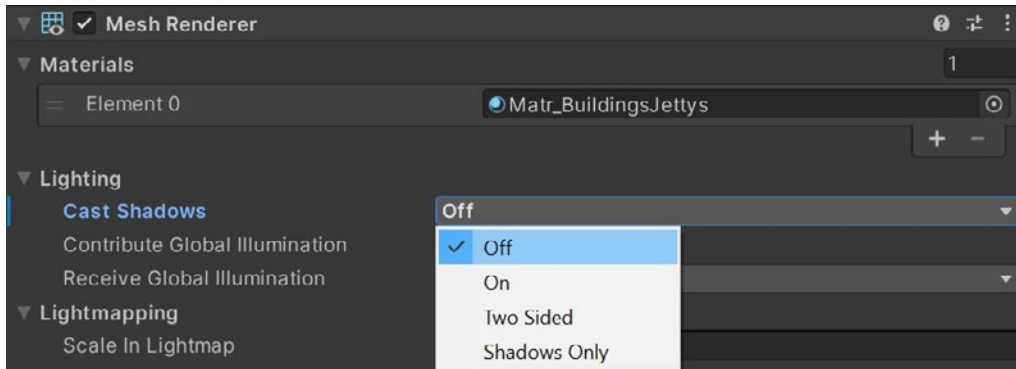 Mesh Renderer
Materials 1
Element 0 Matr_BuildingsJettys
+ −
Lighting
Cast Shadows Off
Contribute Global Illumination Off
Receive Global Illumination On
Lightmapping Two Sided
Scale In Lightmap Shadows Only